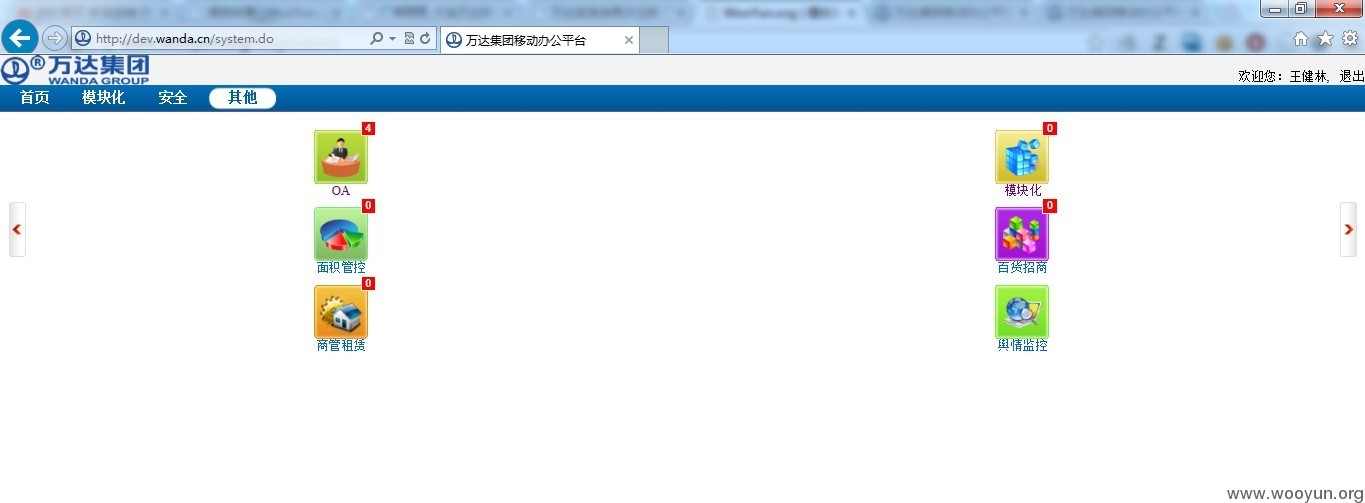 http://dev.wanda.cn/system.do
万达集团移动办公平台
®万达集团
WANDA GROUP
欢迎您：王健林, 退出
首页 模块化 安全 其他
4 0
OA 模块化
0 0
面积管控 百货招商
0
商管租赁 舆情监控
www.wooyun.org